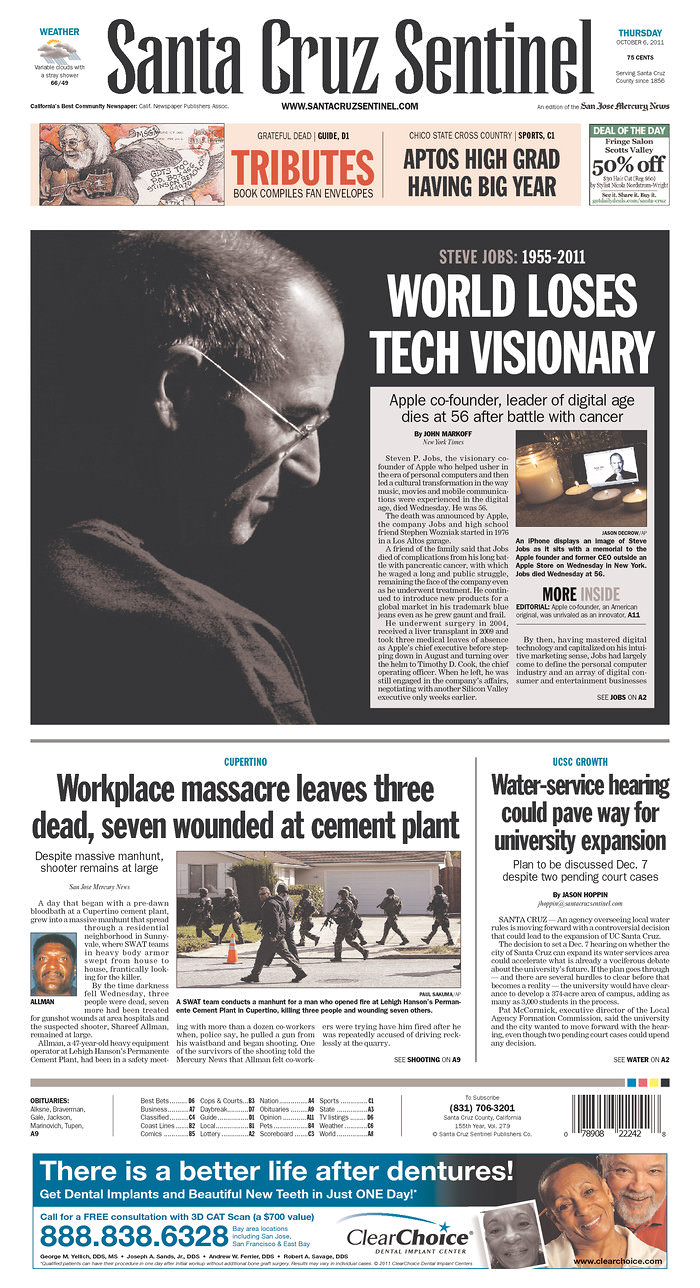 WEATHER
Variable clouds with
a stray shower
66/49
Santa Cruz Sentinel
THURSDAY
OCTOBER 6, 2011
75 CENTS
Serving Santa Cruz
County since 1856
California's Best Community Newspaper: Calif. Newspaper Publishers Assoc.
WWW.SANTACRUZSENTINEL.COM
An edition of the San Jose Mercury News
GRATEFUL DEAD | GUIDE, D1
TRIBUTES
BOOK COMPILES FAN ENVELOPES
CHICO STATE CROSS COUNTRY | SPORTS, C1
APTOS HIGH GRAD
HAVING BIG YEAR
DEAL OF THE DAY
Fringe Salon
Scotts Valley
50% off
$30 Hair Cut (Reg $60)
by Stylist Nicola Nordstrom-Wright
See it. Share it. Buy it.
getdailydeals.com/santa-cruz
STEVE JOBS: 1955-2011
WORLD LOSES
TECH VISIONARY
Apple co-founder, leader of digital age
dies at 56 after battle with cancer
By JOHN MARKOFF
New York Times
Steven P. Jobs, the visionary co-
founder of Apple who helped usher in
the era of personal computers and then
led a cultural transformation in the way
music, movies and mobile communica-
tions were experienced in the digital
age, died Wednesday. He was 56.
The death was announced by Apple,
the company Jobs and high school
friend Stephen Wozniak started in 1976
in a Los Altos garage.
A friend of the family said that Jobs
died of complications from his long bat-
tle with pancreatic cancer, with which
he waged a long and public struggle,
remaining the face of the company even
as he underwent treatment. He contin-
ued to introduce new products for a
global market in his trademark blue
jeans even as he grew gaunt and frail.
He underwent surgery in 2004,
received a liver transplant in 2009 and
took three medical leaves of absence
as Apple's chief executive before step-
ping down in August and turning over
the helm to Timothy D. Cook, the chief
operating officer. When he left, he was
still engaged in the company's affairs,
negotiating with another Silicon Valley
executive only weeks earlier.
JASON DECROW/AP
An iPhone displays an image of Steve
Jobs as it sits with a memorial to the
Apple founder and former CEO outside an
Apple Store on Wednesday in New York.
Jobs died Wednesday at 56.
MORE INSIDE
EDITORIAL: Apple co-founder, an American
original, was unrivaled as an innovator, A11
By then, having mastered digital
technology and capitalized on his intui-
tive marketing sense, Jobs had largely
come to define the personal computer
industry and an array of digital con-
sumer and entertainment businesses
SEE JOBS ON A2
CUPERTINO
Workplace massacre leaves three
dead, seven wounded at cement plant
Despite massive manhunt,
shooter remains at large
San Jose Mercury News
A day that began with a pre-dawn
bloodbath at a Cupertino cement plant,
grew into a massive manhunt that spread
through a residential
neighborhood in Sunny-
vale, where SWAT teams
in heavy body armor
swept from house to
house, frantically look-
ing for the killer.
By the time darkness
fell Wednesday, three
people were dead, seven
more had been treated
ALLMAN
for gunshot wounds at area hospitals and
the suspected shooter, Shareef Allman,
remained at large.
Allman, a 47-year-old heavy equipment
operator at Lehigh Hanson's Permanente
Cement Plant, had been in a safety meet-
PAUL SAKUMA/AP
A SWAT team conducts a manhunt for a man who opened fire at Lehigh Hanson's Perman-
ente Cement Plant in Cupertino, killing three people and wounding seven others.
ing with more than a dozen co-workers
when, police say, he pulled a gun from
his waistband and began shooting. One
of the survivors of the shooting told the
Mercury News that Allman felt co-work-
ers were trying have him fired after he
was repeatedly accused of driving reck-
lessly at the quarry.
SEE SHOOTING ON A9
UCSC GROWTH
Water-service hearing
could pave way for
university expansion
Plan to be discussed Dec. 7
despite two pending court cases
By JASON HOPPIN
jhoppin@santacruzsentinel.com
SANTA CRUZ — An agency overseeing local water
rules is moving forward with a controversial decision
that could lead to the expansion of UC Santa Cruz.
The decision to set a Dec. 7 hearing on whether the
city of Santa Cruz can expand its water services area
could accelerate what is already a vociferous debate
about the university's future. If the plan goes through
— and there are several hurdles to clear before that
becomes a reality — the university would have clear-
ance to develop a 374-acre area of campus, adding as
many as 3,000 students in the process.
Pat McCormick, executive director of the Local
Agency Formation Commission, said the university
and the city wanted to move forward with the hear-
ing, even though two pending court cases could upend
any decision.
SEE WATER ON A2
OBITUARIES:
Alksne, Braverman,
Gale, Jackson,
Marinovich, Tupen,
A9
Best Bets..........D6
Business..........A7
Classified..........C4
Coast Lines......B2
Comics.............B5
Cops & Courts...B3
Daybreak..........D7
Guide...............D1
Local................B1
Lottery.............A2
Nation..............A4
Obituaries........A9
Opinion............A11
Pets.................B4
Scoreboard......C3
Sports..............C1
State................A3
TV listings........D6
Weather...........C6
World...............A8
To Subscribe
(831) 706-3201
Santa Cruz County, California
155th Year, Vol. 279
© Santa Cruz Sentinel Publishers Co.
0 78908 22242 8
There is a better life after dentures!
Get Dental Implants and Beautiful New Teeth in Just ONE Day!*
Call for a FREE consultation with 3D CAT Scan (a $700 value)
888.838.6328
Bay area locations
including San Jose,
San Francisco & East Bay
ClearChoice®
DENTAL IMPLANT CENTER
George M. Yellich, DDS, MS • Joseph A. Sands, Jr., DDS • Andrew W. Ferrier, DDS • Robert A. Savage, DDS
*Qualified patients can have their procedure in one day after initial workup without additional bone graft surgery. Results may vary in individual cases. © 2011 ClearChoice Dental Implant Centers
www.clearchoice.com